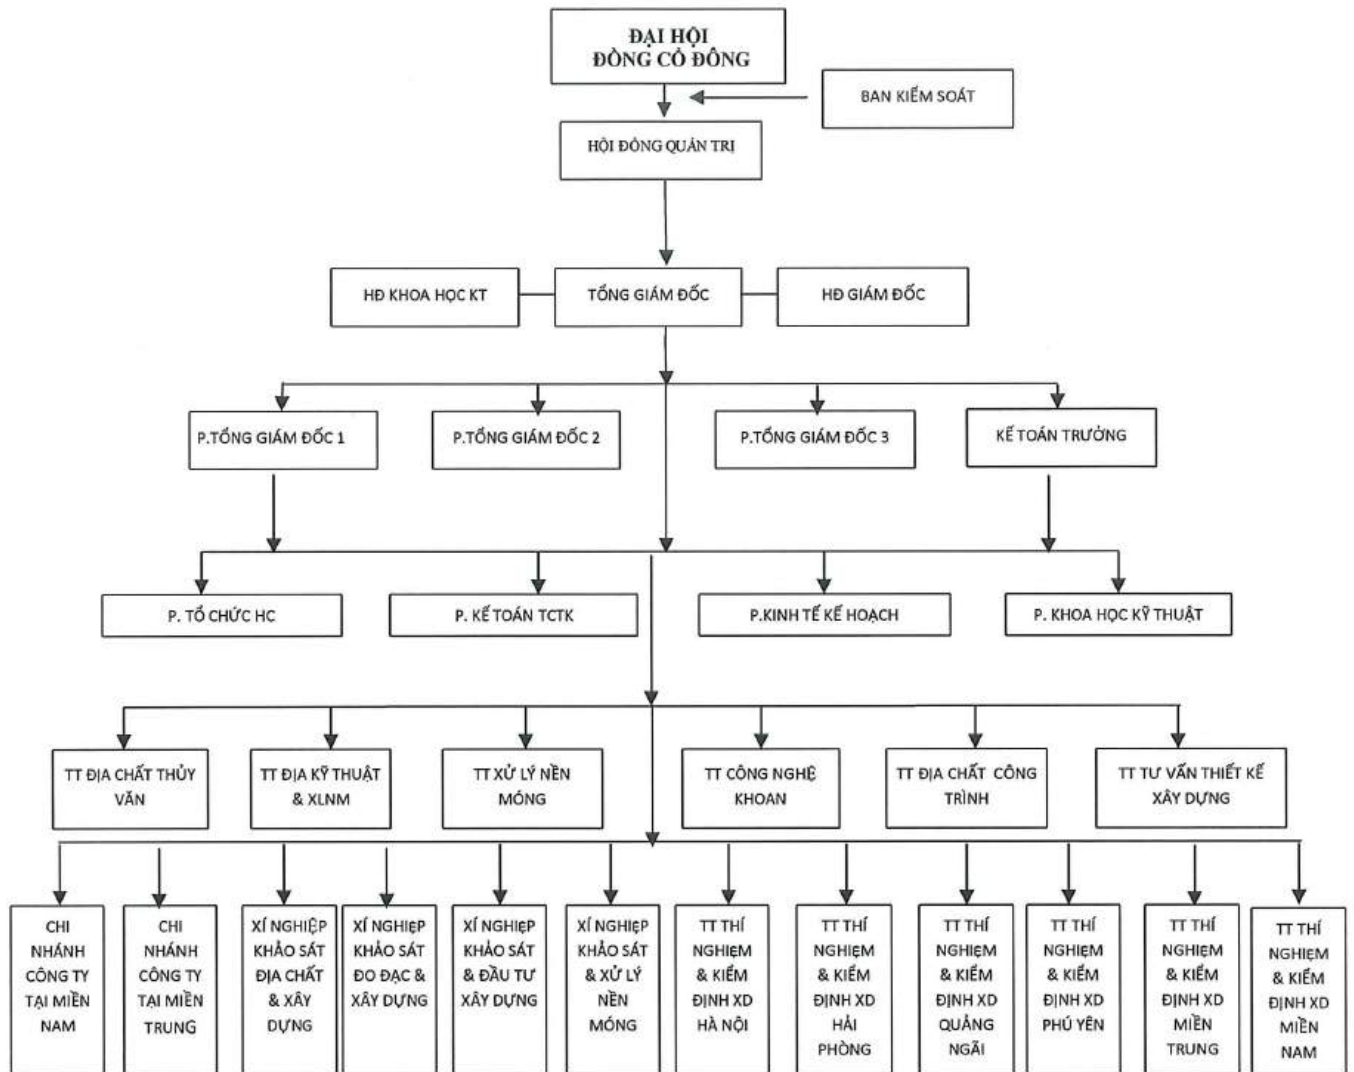 ĐẠI HỘI
ĐỒNG CỔ ĐÔNG
BAN KIỂM SOÁT
HỘI ĐỒNG QUẢN TRỊ
HĐ KHOA HỌC KT
TỔNG GIÁM ĐỐC
HĐ GIÁM ĐỐC
P.TỔNG GIÁM ĐỐC 1
P.TỔNG GIÁM ĐỐC 2
P.TỔNG GIÁM ĐỐC 3
KẾ TOÁN TRƯỞNG
P. TỔ CHỨC HC
P. KẾ TOÁN TCTK
P.KINH TẾ KẾ HOẠCH
P. KHOA HỌC KỸ THUẬT
TT ĐỊA CHẤT THỦY
VĂN
TT ĐỊA KỸ THUẬT
& XLNM
TT XỬ LÝ NỀN
MÓNG
TT CÔNG NGHỆ
KHOAN
TT ĐỊA CHẤT CÔNG
TRÌNH
TT TƯ VẤN THIẾT KẾ
XÂY DỰNG
CHI
NHÁNH
CÔNG TY
TẠI MIỀN
NAM
CHI
NHÁNH
CÔNG TY
TẠI MIỀN
TRUNG
XÍ NGHIỆP
KHẢO SÁT
ĐỊA CHẤT
& XÂY
DỰNG
XÍ NGHIỆP
KHẢO SÁT
ĐO ĐẠC &
XÂY DỰNG
XÍ NGHIỆP
KHẢO SÁT
& ĐẦU TƯ
XÂY DỰNG
XÍ NGHIỆP
KHẢO SÁT
& XỬ LÝ
NỀN
MÓNG
TT THÍ
NGHIỆM
& KIỂM
ĐỊNH XD
HÀ NỘI
TT THÍ
NGHIỆM
& KIỂM
ĐỊNH XD
HẢI
PHÒNG
TT THÍ
NGHIỆM
& KIỂM
ĐỊNH XD
QUẢNG
NGÃI
TT THÍ
NGHIỆM
& KIỂM
ĐỊNH XD
PHÚ YÊN
TT THÍ
NGHIỆM
& KIỂM
ĐỊNH XD
MIỀN
TRUNG
TT THÍ
NGHIỆM
& KIỂM
ĐỊNH XD
MIỀN
NAM